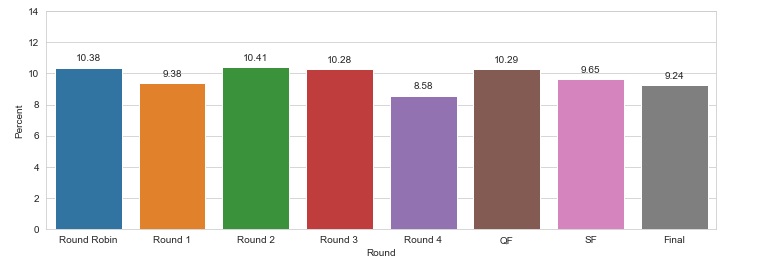 14
12
10
8
6
4
2
0
Percent
10.38
9.38
10.41
10.28
8.58
10.29
9.65
9.24
Round Robin
Round 1
Round 2
Round 3
Round 4
QF
SF
Final
Round